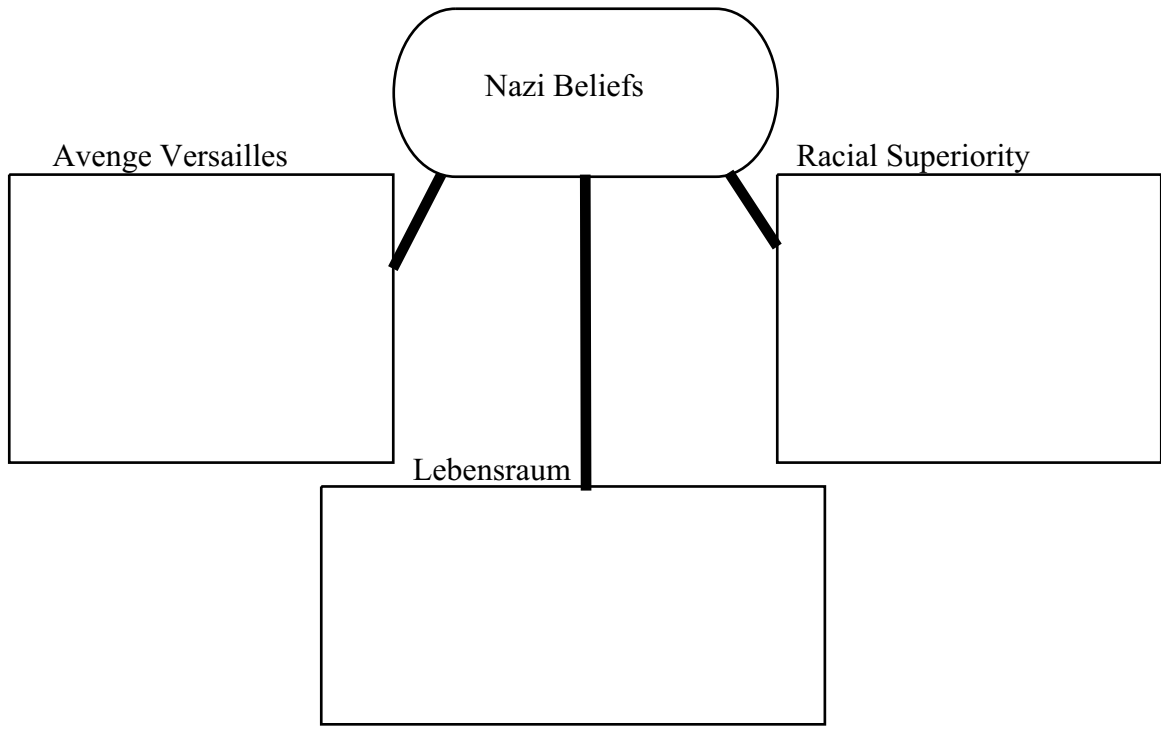 Nazi Beliefs
Avenge Versailles
Racial Superiority
Lebensraum